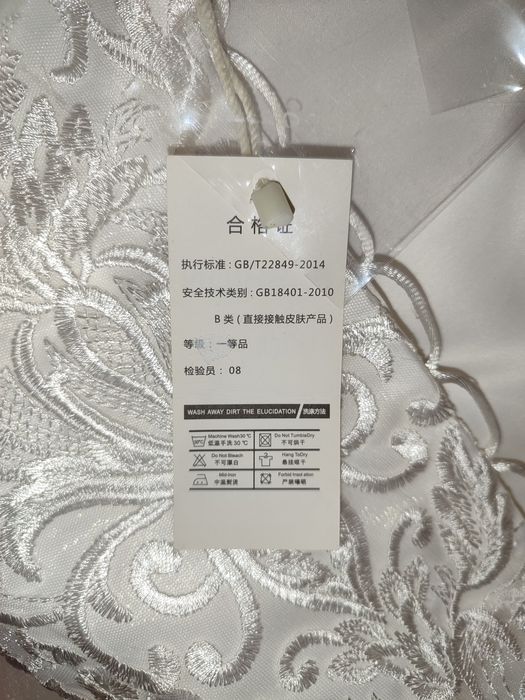 合格证
执行标准：GB/T22849-2014
安全技术类别：GB18401-2010
B 类（直接接触皮肤产品）
等级：一等品
检验员： 08
WASH AWAY DIRT THE ELUCIDATION /洗涤方法
Machine Wash30℃
低温手洗 30 ℃
Do Not TumbleDry
不可烘干
Do Not Bleach
不可漂白
Hang ToDry
悬挂晾干
Mid-Iron
中温熨烫
Forbid Insolation
严禁曝晒